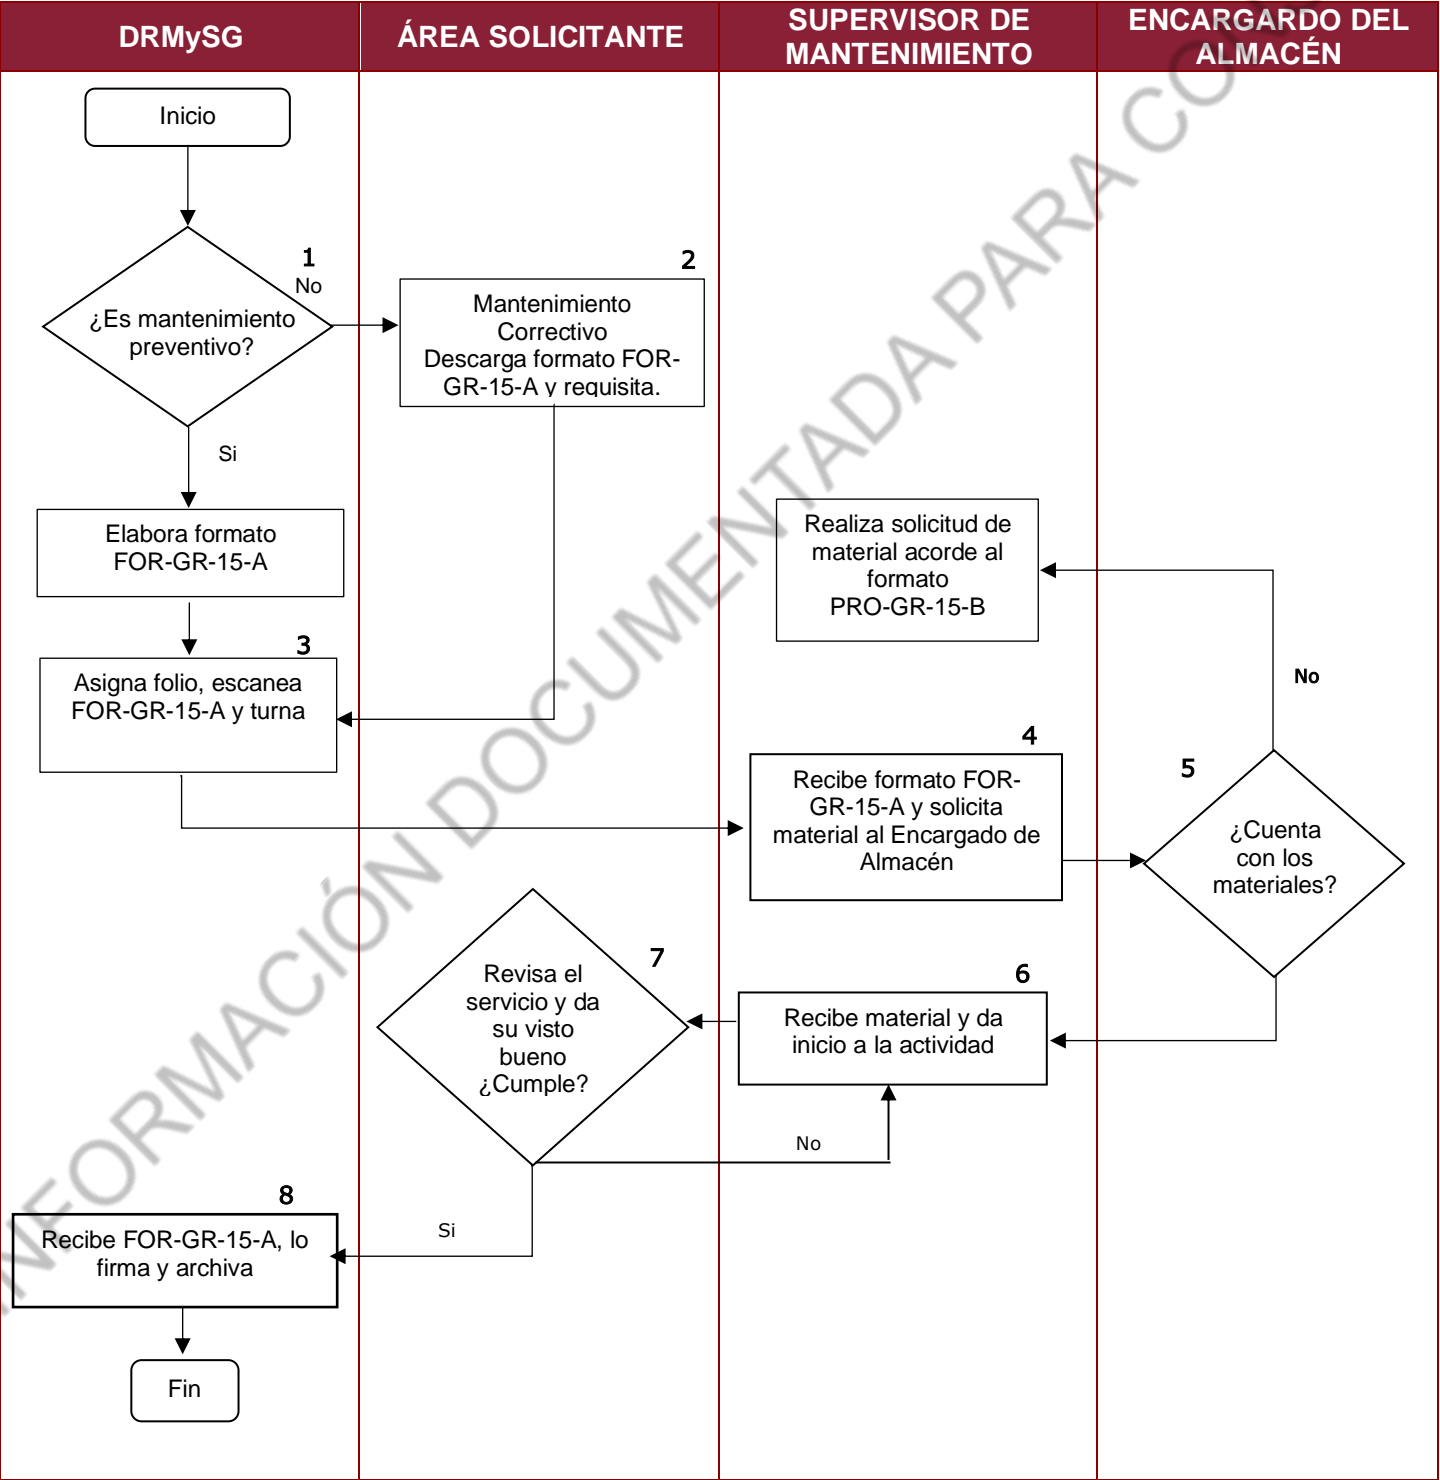 DRMySG
ÁREA SOLICITANTE
SUPERVISOR DE
MANTENIMIENTO
ENCARGARDO DEL
ALMACÉN
Inicio
1
No
¿Es mantenimiento
preventivo?
2
Mantenimiento
Correctivo
Descarga formato FOR-
GR-15-A y requisita.
Si
Elabora formato
FOR-GR-15-A
Realiza solicitud de
material acorde al
formato
PRO-GR-15-B
3
Asigna folio, escanea
FOR-GR-15-A y turna
No
4
Recibe formato FOR-
GR-15-A y solicita
material al Encargado de
Almacén
5
¿Cuenta
con los
materiales?
7
Revisa el
servicio y da
su visto
bueno
¿Cumple?
6
Recibe material y da
inicio a la actividad
No
8
Si
Recibe FOR-GR-15-A, lo
firma y archiva
Fin
INFORMACIÓN DOCUMENTADA PARA